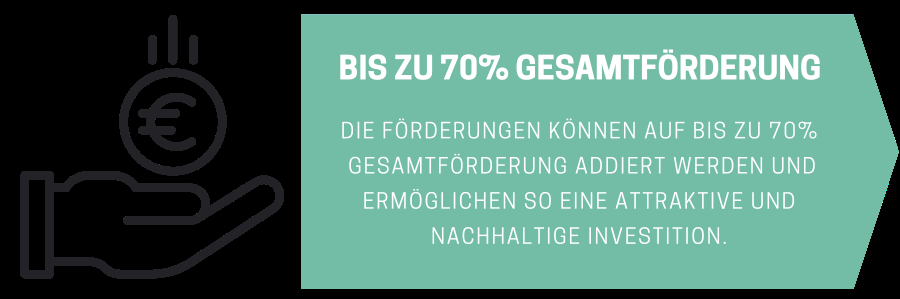 BIS ZU 70% GESAMTFÖRDERUNG
DIE FÖRDERUNGEN KÖNNEN AUF BIS ZU 70%
GESAMTFÖRDERUNG ADDIERT WERDEN UND
ERMÖGLICHEN SO EINE ATTRAKTIVE UND
NACHHALTIGE INVESTITION.